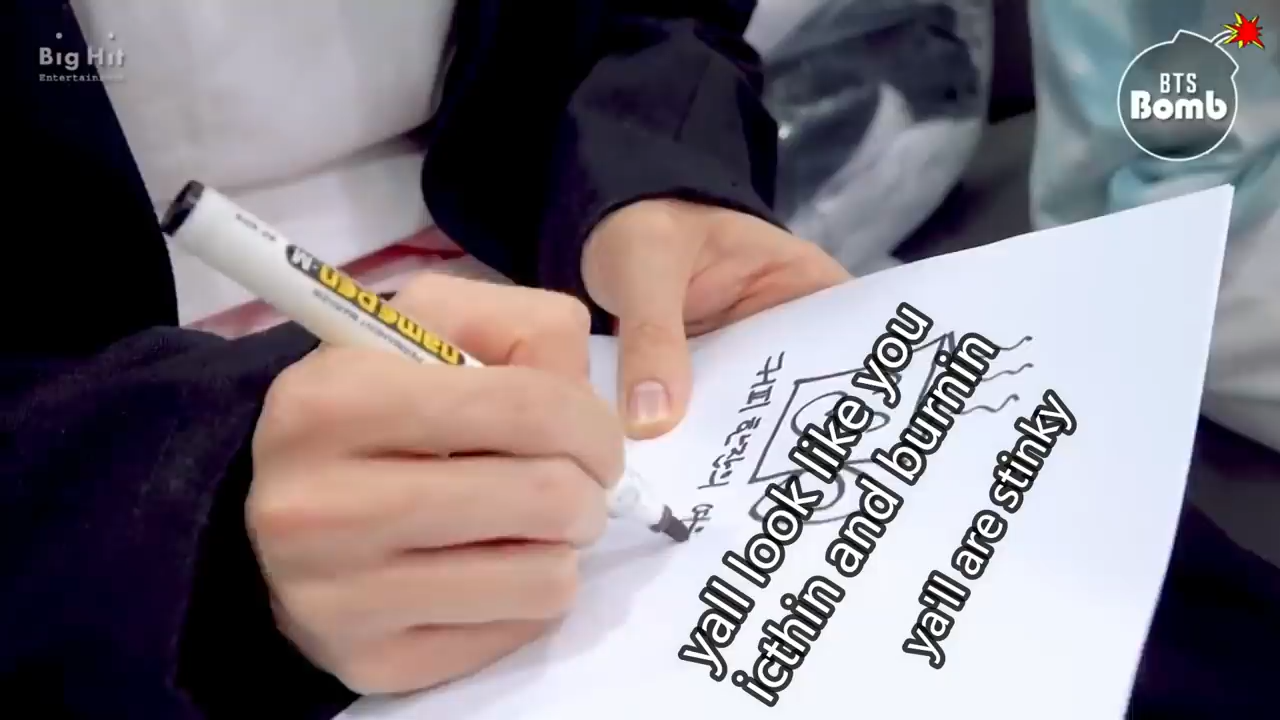 Big Hit
Entertainment
BTS
Bomb
namepen
M
yall look like you
icthin and burnin
ya'll are stinky